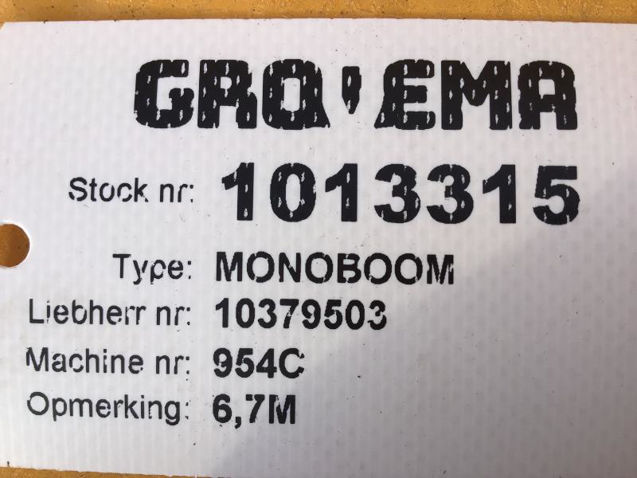 GRO'EMA
Stock nr: 1013315
Type: MONOBOOM
Liebherr nr: 10379503
Machine nr: 954C
Opmerking: 6,7M